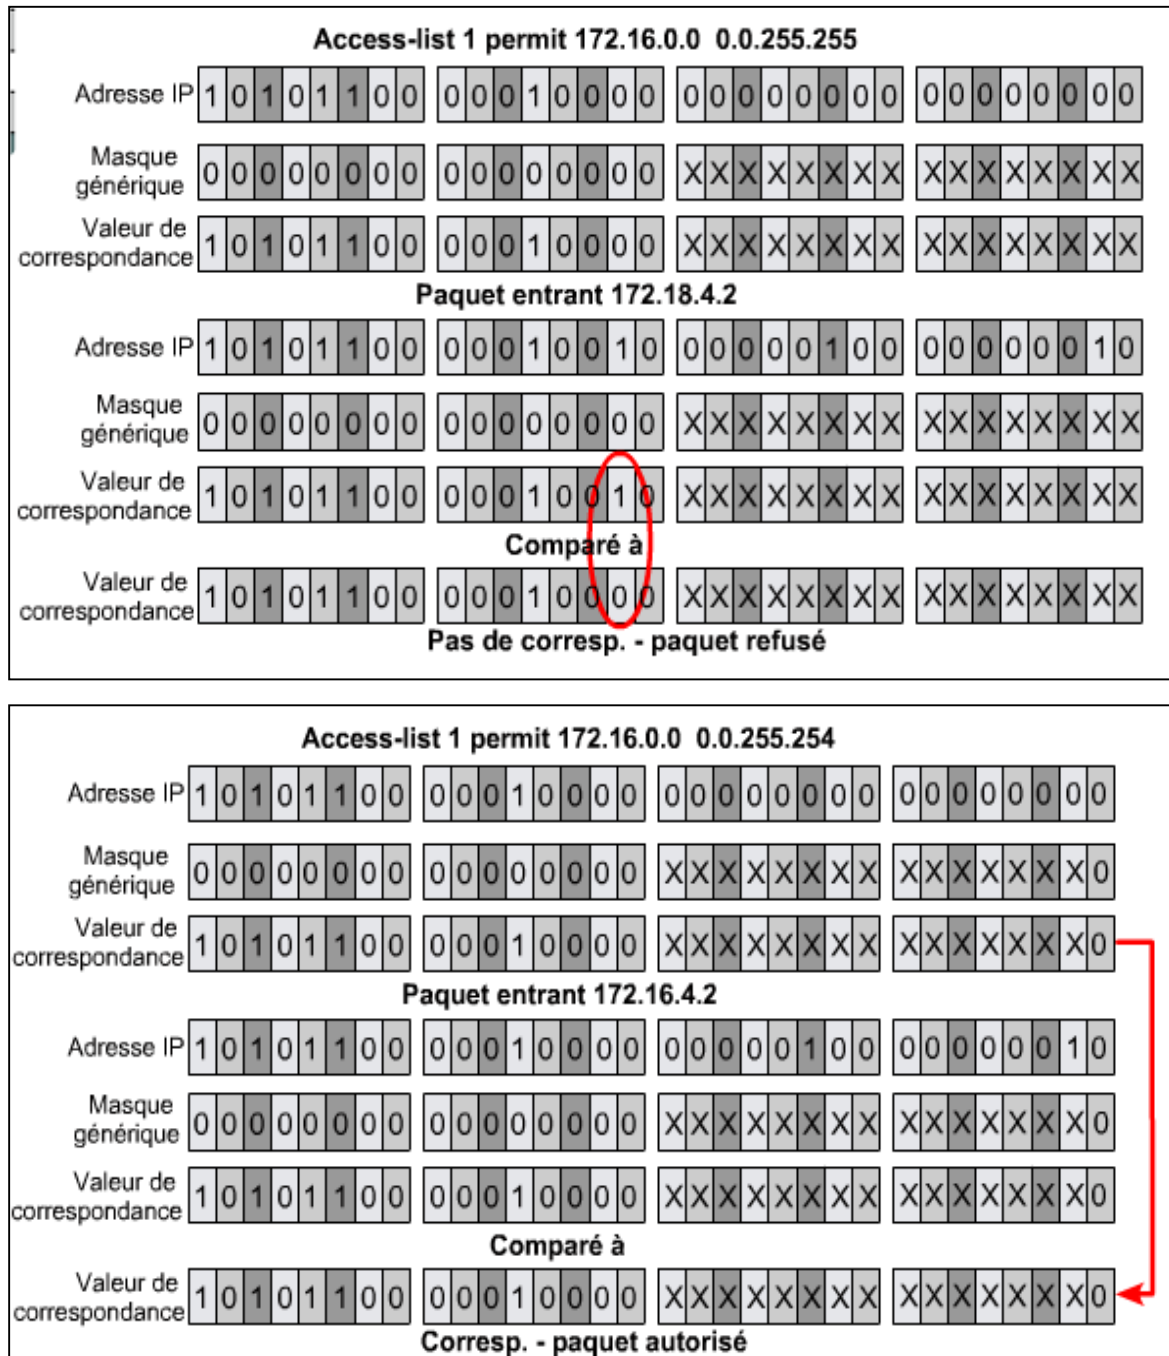 Access-list 1 permit 172.16.0.0 0.0.255.255
Adresse IP 1 0 1 0 1 1 0 0 0 0 0 1 0 0 0 0 0 0 0 0 0 0 0 0 0 0 0 0 0 0 0 0
Masque générique 0 0 0 0 0 0 0 0 0 0 0 0 0 0 0 0 X X X X X X X X X X X X X X X X
Valeur de correspondance 1 0 1 0 1 1 0 0 0 0 0 1 0 0 0 0 X X X X X X X X X X X X X X X X
Paquet entrant 172.18.4.2
Adresse IP 1 0 1 0 1 1 0 0 0 0 0 1 0 0 1 0 0 0 0 0 0 1 0 0 0 0 0 0 0 0 1 0
Masque générique 0 0 0 0 0 0 0 0 0 0 0 0 0 0 0 0 X X X X X X X X X X X X X X X X
Valeur de correspondance 1 0 1 0 1 1 0 0 0 0 0 1 0 0 1 0 X X X X X X X X X X X X X X X X
Comparé à
Valeur de correspondance 1 0 1 0 1 1 0 0 0 0 0 1 0 0 0 0 X X X X X X X X X X X X X X X X
Pas de corresp. - paquet refusé
Access-list 1 permit 172.16.0.0 0.0.255.254
Adresse IP 1 0 1 0 1 1 0 0 0 0 0 1 0 0 0 0 0 0 0 0 0 0 0 0 0 0 0 0 0 0 0 0
Masque générique 0 0 0 0 0 0 0 0 0 0 0 0 0 0 0 0 X X X X X X X X X X X X X X X 0
Valeur de correspondance 1 0 1 0 1 1 0 0 0 0 0 1 0 0 0 0 X X X X X X X X X X X X X X X 0
Paquet entrant 172.16.4.2
Adresse IP 1 0 1 0 1 1 0 0 0 0 0 1 0 0 0 0 0 0 0 0 0 1 0 0 0 0 0 0 0 0 1 0
Masque générique 0 0 0 0 0 0 0 0 0 0 0 0 0 0 0 0 X X X X X X X X X X X X X X X 0
Valeur de correspondance 1 0 1 0 1 1 0 0 0 0 0 1 0 0 0 0 X X X X X X X X X X X X X X X 0
Comparé à
Valeur de correspondance 1 0 1 0 1 1 0 0 0 0 0 1 0 0 0 0 X X X X X X X X X X X X X X X 0
Corresp. - paquet autorisé